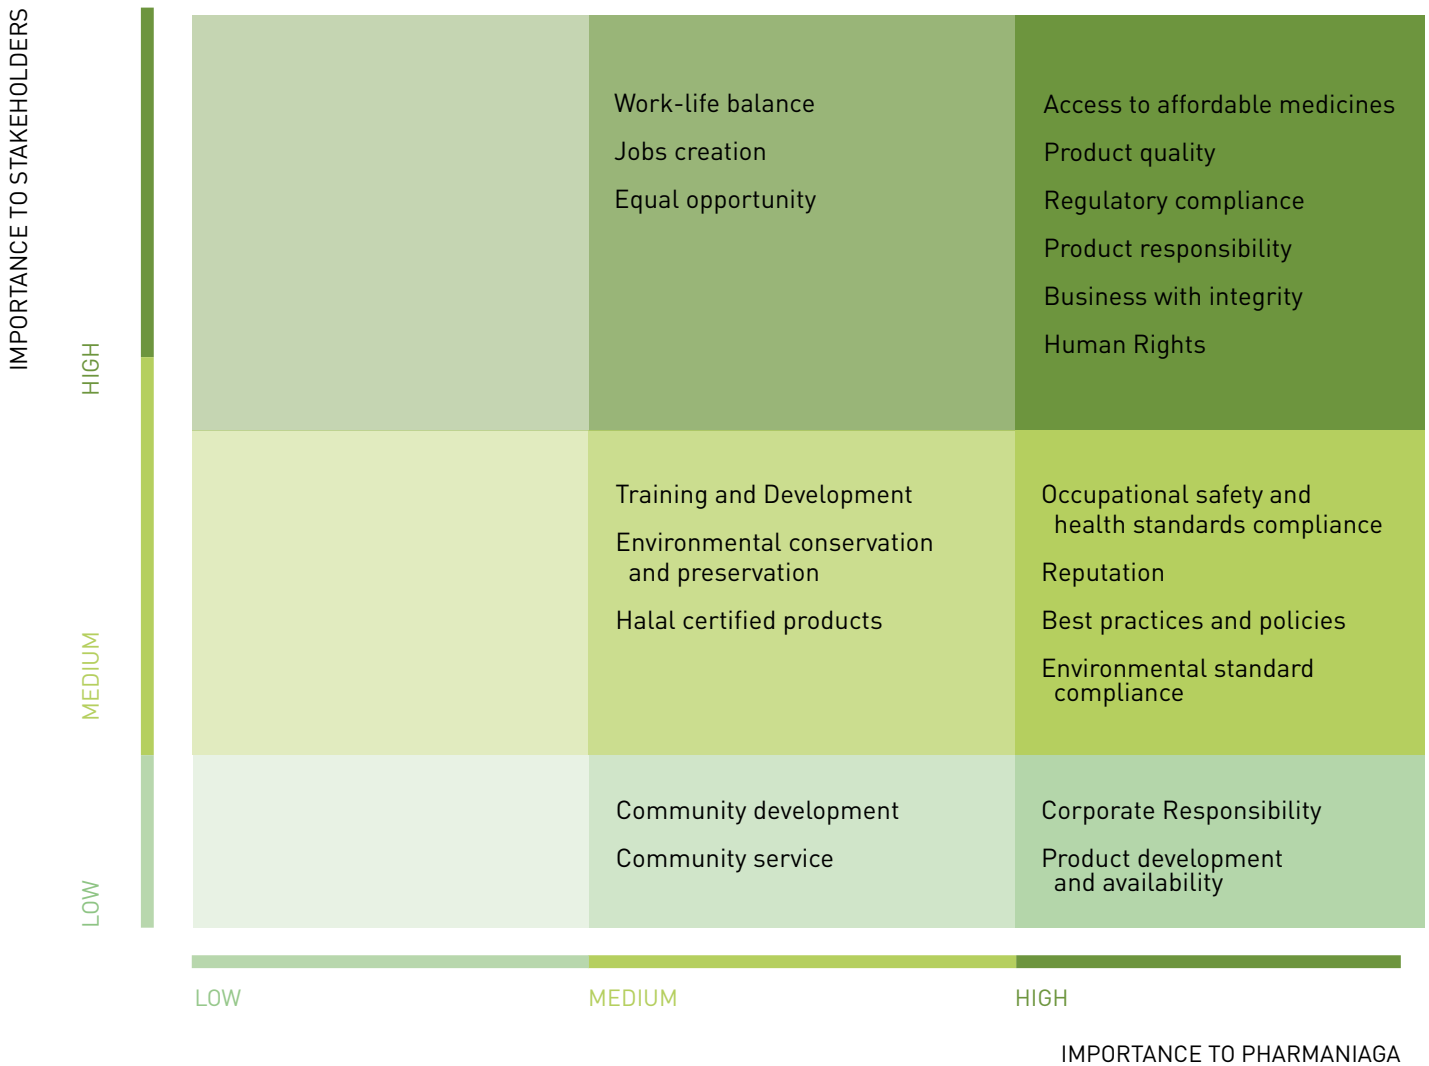 IMPORTANCE TO STAKEHOLDERS
HIGH
Work-life balance
Jobs creation
Equal opportunity
Access to affordable medicines
Product quality
Regulatory compliance
Product responsibility
Business with integrity
Human Rights
MEDIUM
Training and Development
Environmental conservation
and preservation
Halal certified products
Occupational safety and
health standards compliance
Reputation
Best practices and policies
Environmental standard
compliance
LOW
Community development
Community service
Corporate Responsibility
Product development
and availability
LOW
MEDIUM
HIGH
IMPORTANCE TO PHARMANIAGA